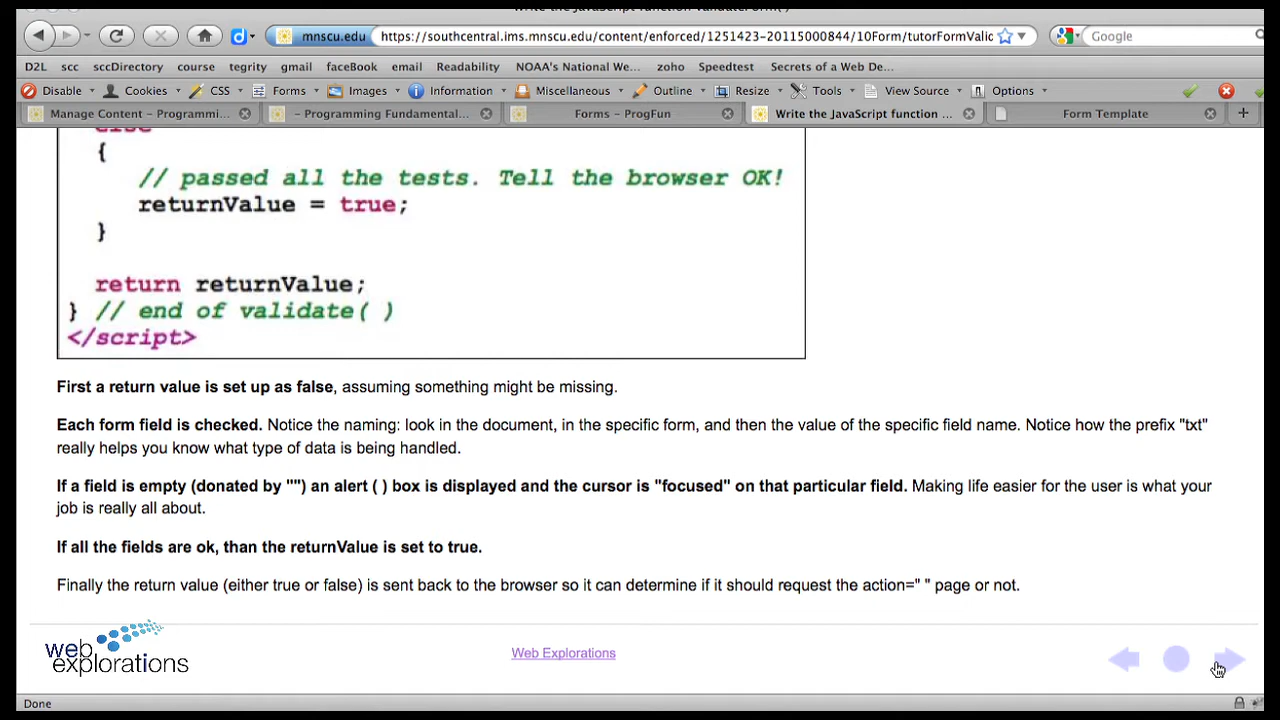 Write the JavaScript function validateForm( )
mnscu.edu https://southcentral.ims.mnscu.edu/content/enforced/1251423-20115000844/10Form/tutorFormValic Google
D2L scc sccDirectory course tegrity gmail faceBook email Readability NOAA's National We... zoho Speedtest Secrets of a Web De...
Disable Cookies CSS Forms Images Information Miscellaneous Outline Resize Tools View Source Options
Manage Content - Programmi... - Programming Fundamental... Forms - ProgFun Write the JavaScript function ... Form Template
else
{
// passed all the tests. Tell the browser OK!
returnValue = true;
}
return returnValue;
} // end of validate( )
</script>
First a return value is set up as false, assuming something might be missing.
Each form field is checked. Notice the naming: look in the document, in the specific form, and then the value of the specific field name. Notice how the prefix "txt"
really helps you know what type of data is being handled.
If a field is empty (donated by "") an alert ( ) box is displayed and the cursor is "focused" on that particular field. Making life easier for the user is what your
job is really all about.
If all the fields are ok, than the returnValue is set to true.
Finally the return value (either true or false) is sent back to the browser so it can determine if it should request the action=" " page or not.
web
explorations
Web Explorations
Done